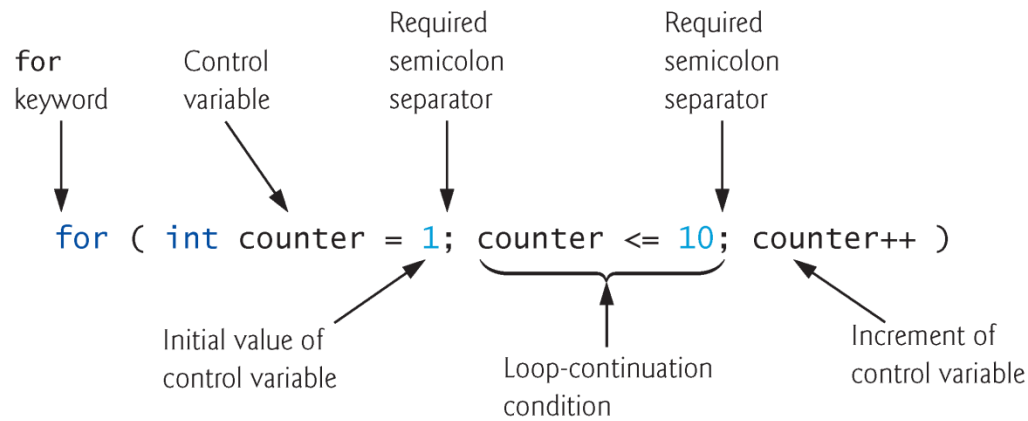 for
keyword
Control
variable
Required
semicolon
separator
Required
semicolon
separator
for ( int counter = 1; counter <= 10; counter++ )
Initial value of
control variable
Loop-continuation
condition
Increment of
control variable